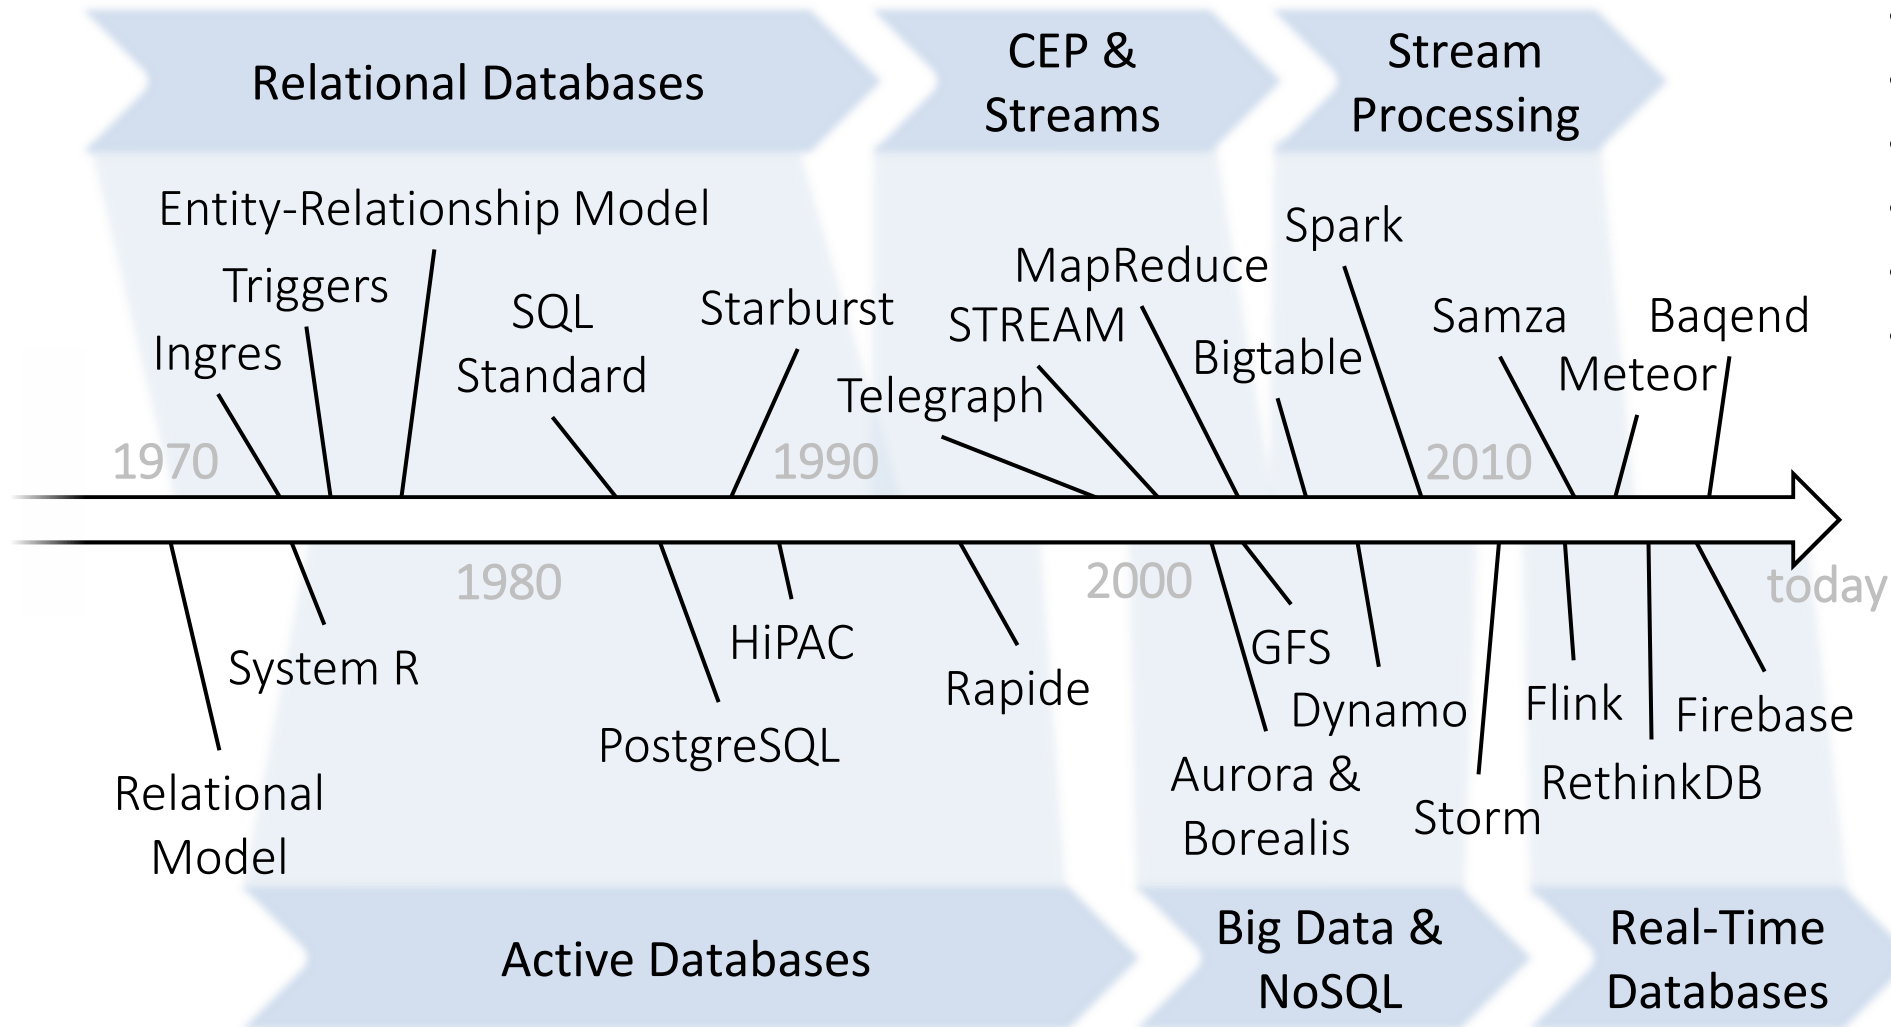 Relational Databases
CEP &
Streams
Stream
Processing
Entity-Relationship Model
Spark
MapReduce
Triggers
SQL
Standard
Starburst
STREAM
Samza
Baqend
Ingres
Bigtable
Meteor
Telegraph
1970
1990
2010
1980
2000
today
System R
HiPAC
GFS
Rapide
Dynamo
Flink
Firebase
PostgreSQL
Relational
Model
Aurora &
Borealis
RethinkDB
Storm
Active Databases
Big Data &
NoSQL
Real-Time
Databases